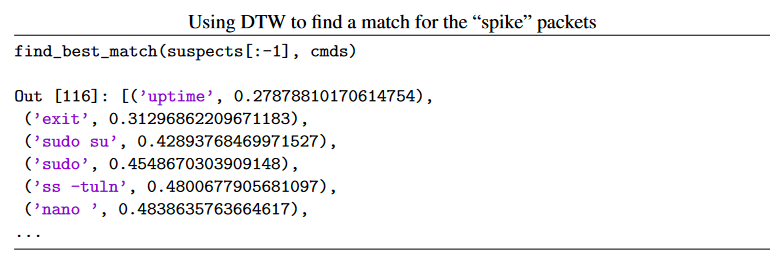 Using DTW to find a match for the “spike” packets
find_best_match(suspects[:-1], cmds)
Out [116]: [(’uptime’, 0.27878810170614754),
(’exit’, 0.31296862209671183),
(’sudo su’, 0.42893768469971527),
(’sudo’, 0.4548670303909148),
(’ss -tuln’, 0.4800677905681097),
(’nano ’, 0.4838635763664617),
...